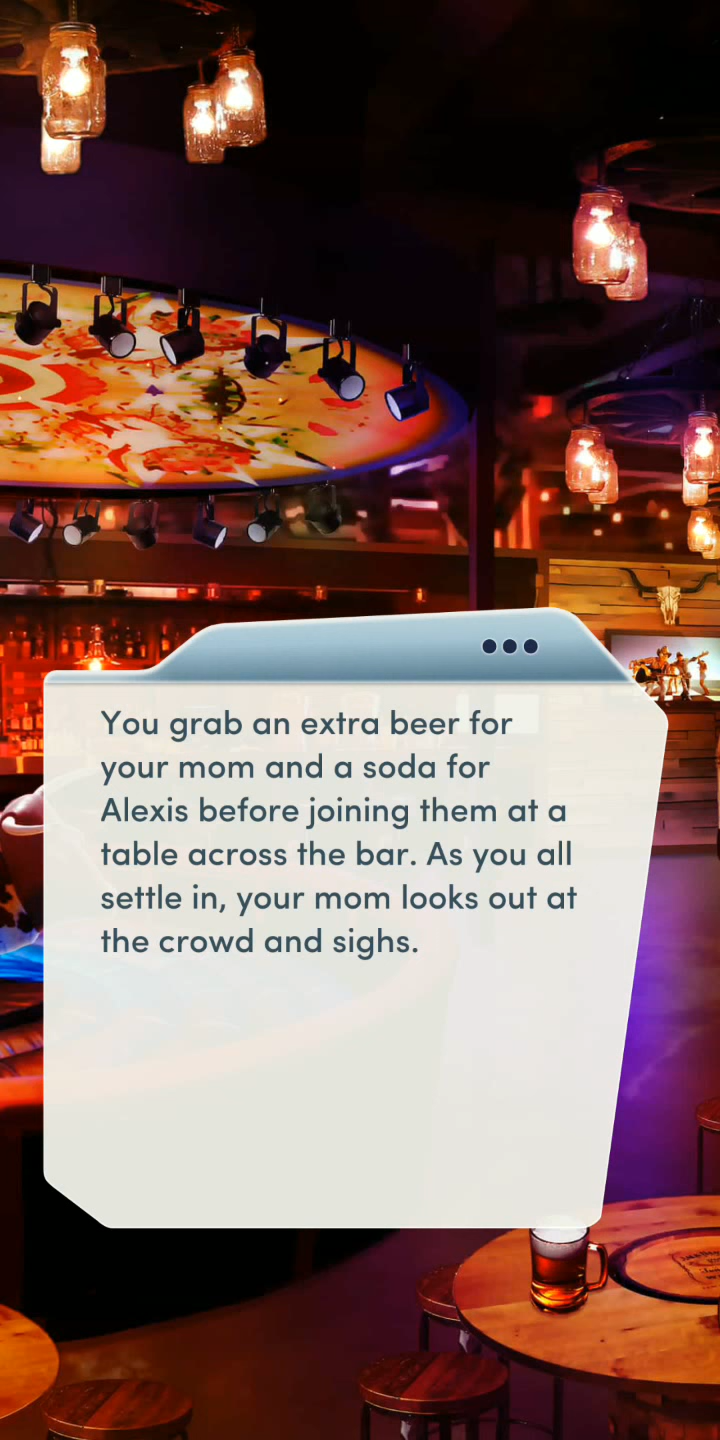 You grab an extra beer for
your mom and a soda for
Alexis before joining them at a
table across the bar. As you all
settle in, your mom looks out at
the crowd and sighs.